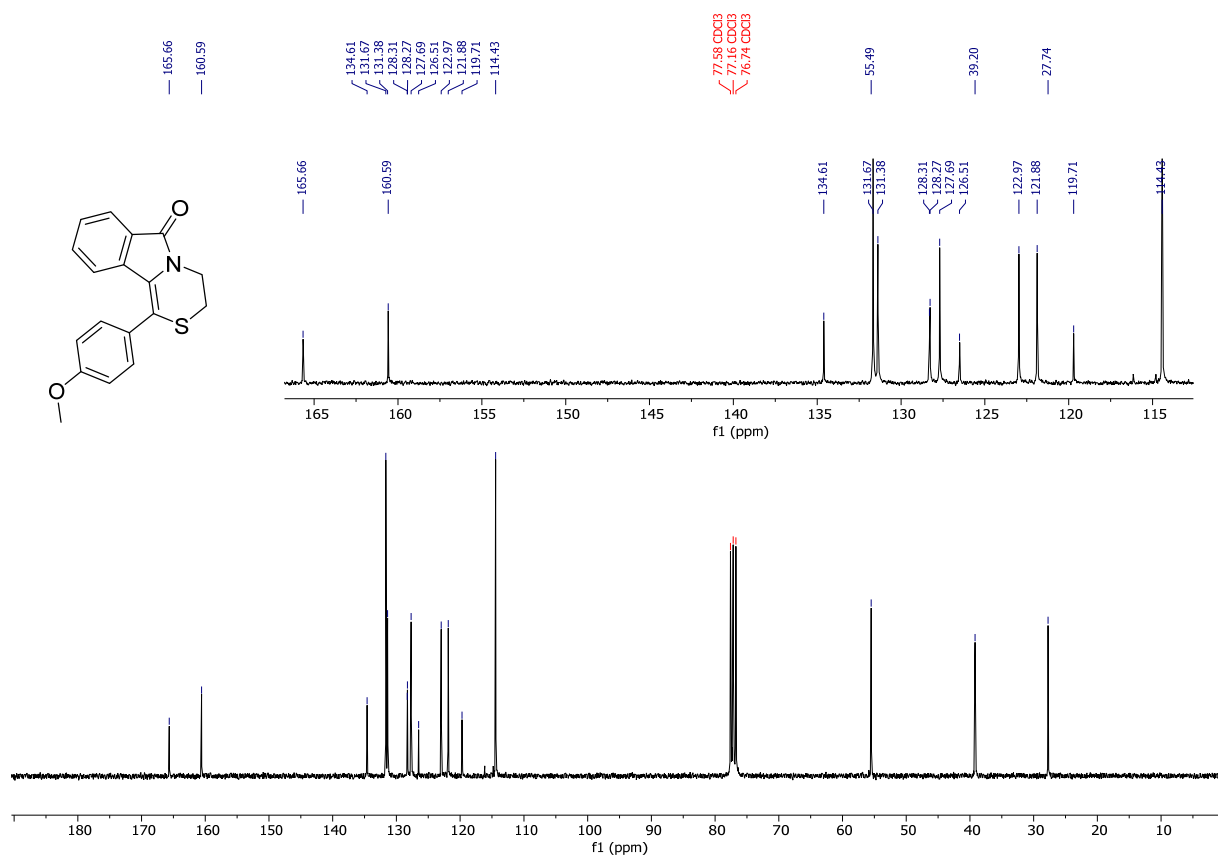 165.66
160.59
134.61
131.67
131.38
128.31
128.27
127.69
126.51
122.97
121.88
119.71
114.43
77.58 CDCl3
77.16 CDCl3
76.74 CDCl3
55.49
39.20
27.74
165.66
160.59
134.61
131.67
131.38
128.31
128.27
127.69
126.51
122.97
121.88
119.71
114.43
O
N
S
O
165 160 155 150 145 140 135 130 125 120 115
f1 (ppm)
180 170 160 150 140 130 120 110 100 90 80 70 60 50 40 30 20 10
f1 (ppm)